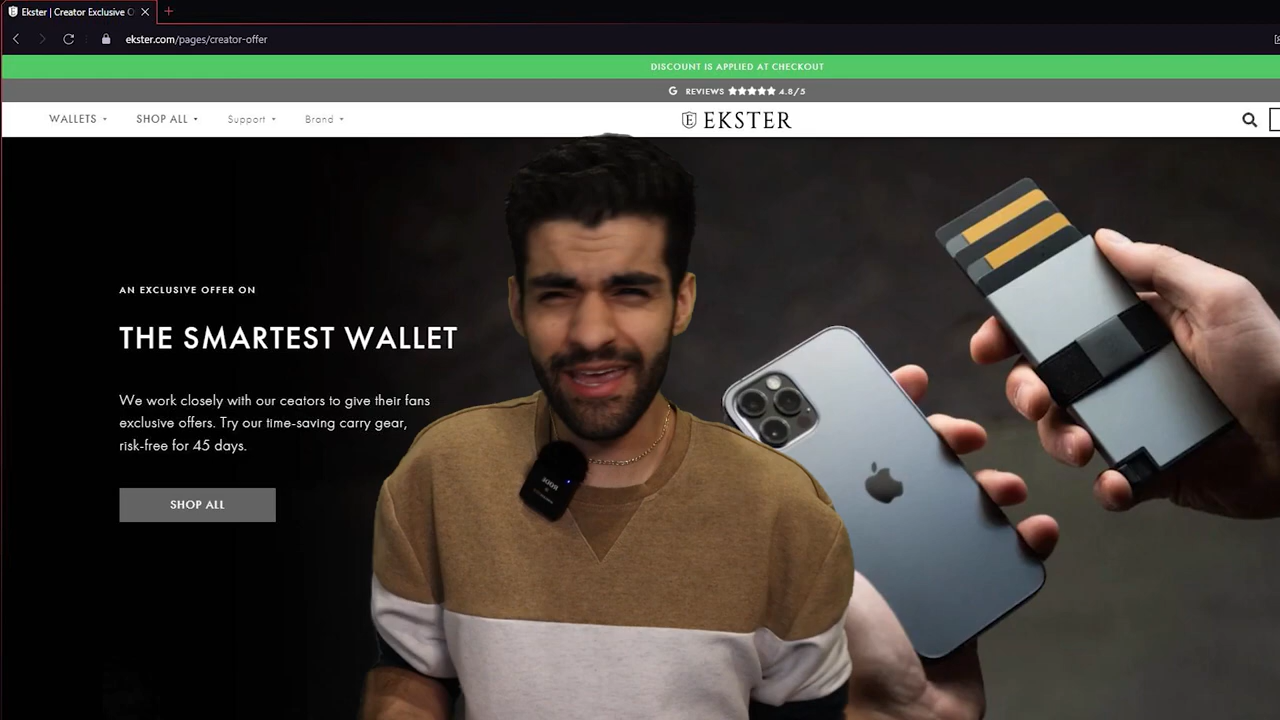 Ekster | Creator Exclusive O
ekster.com/pages/creator-offer
DISCOUNT IS APPLIED AT CHECKOUT
G REVIEWS ★★★★★ 4.8/5
WALLETS SHOP ALL Support Brand
EKSTER
AN EXCLUSIVE OFFER ON
THE SMARTEST WALLET
We work closely with our ceators to give their fans
exclusive offers. Try our time-saving carry gear,
risk-free for 45 days.
SHOP ALL
RODE